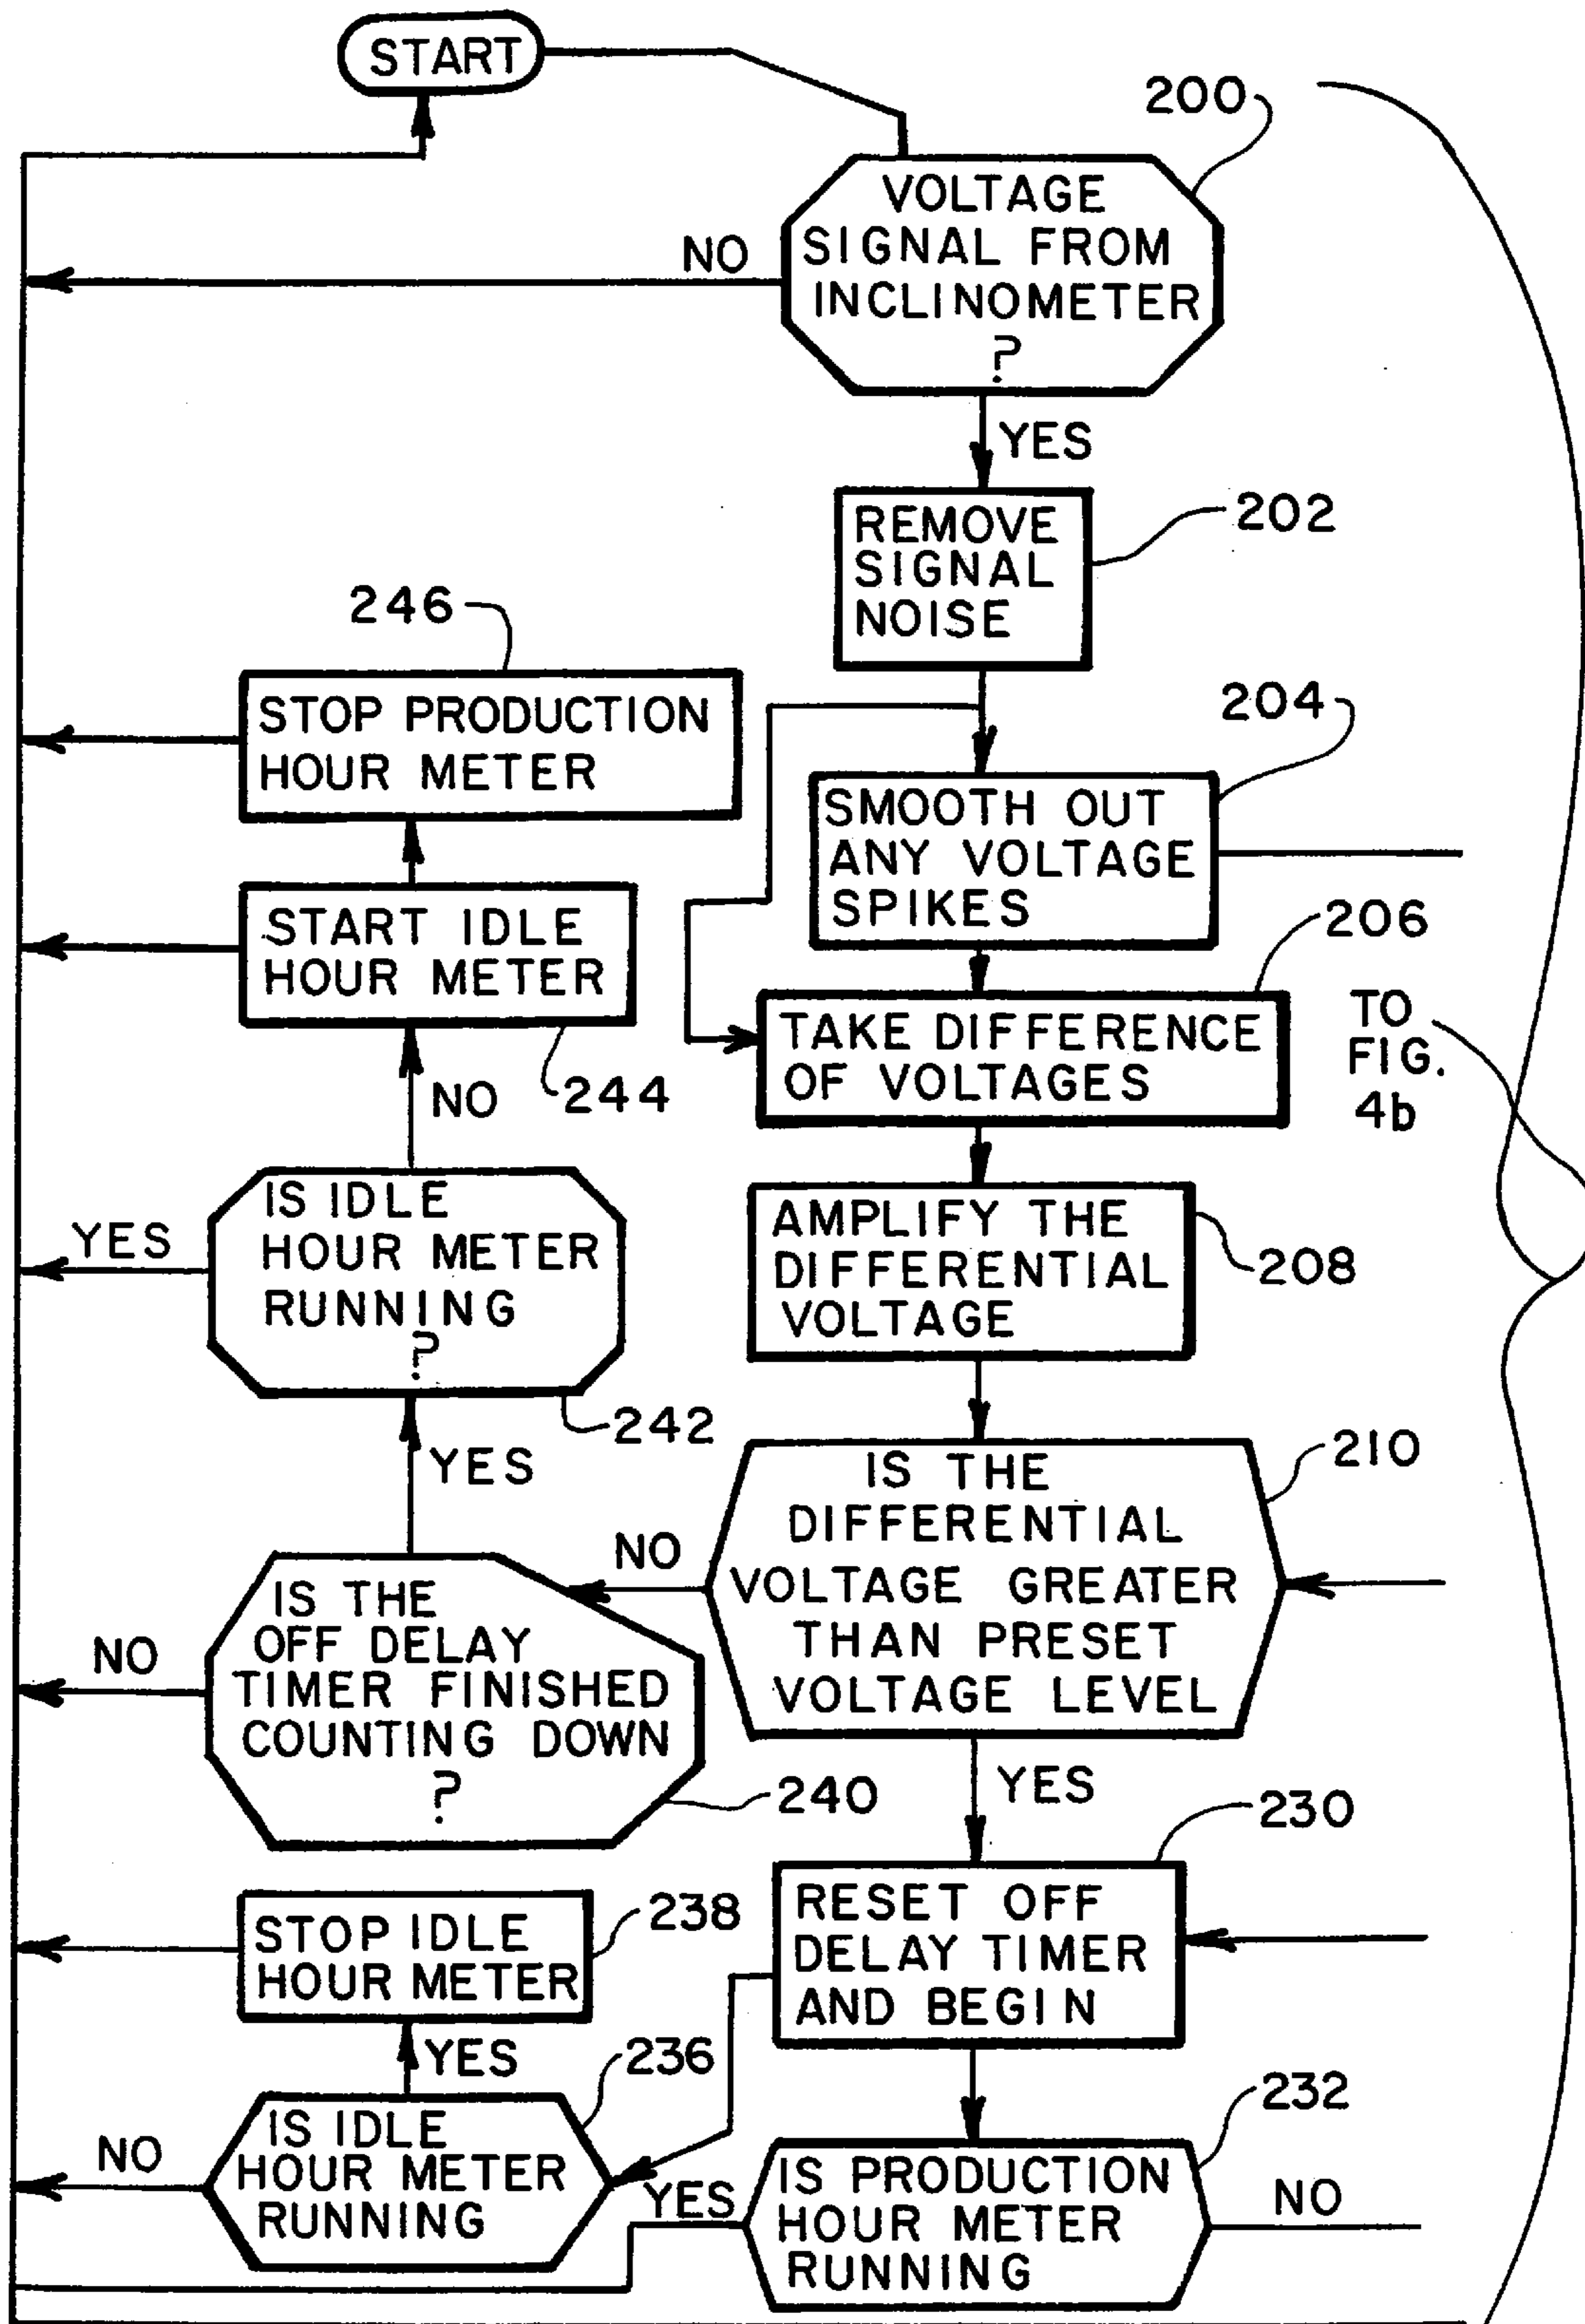 START
200
VOLTAGE
SIGNAL FROM
INCLINOMETER
?
NO
YES
REMOVE
SIGNAL
NOISE
202
246
STOP PRODUCTION
HOUR METER
204
SMOOTH OUT
ANY VOLTAGE
SPIKES
START IDLE
HOUR METER
244
206
TAKE DIFFERENCE
OF VOLTAGES
TO
FIG.
4b
NO
IS IDLE
HOUR METER
RUNNING
?
YES
242
AMPLIFY THE
DIFFERENTIAL
VOLTAGE
208
YES
210
IS THE
DIFFERENTIAL
VOLTAGE GREATER
THAN PRESET
VOLTAGE LEVEL
NO
IS THE
OFF DELAY
TIMER FINISHED
COUNTING DOWN
?
NO
240
YES
230
RESET OFF
DELAY TIMER
AND BEGIN
STOP IDLE
HOUR METER
238
YES
236
IS IDLE
HOUR METER
RUNNING
NO
232
YES
IS PRODUCTION
HOUR METER
RUNNING
NO